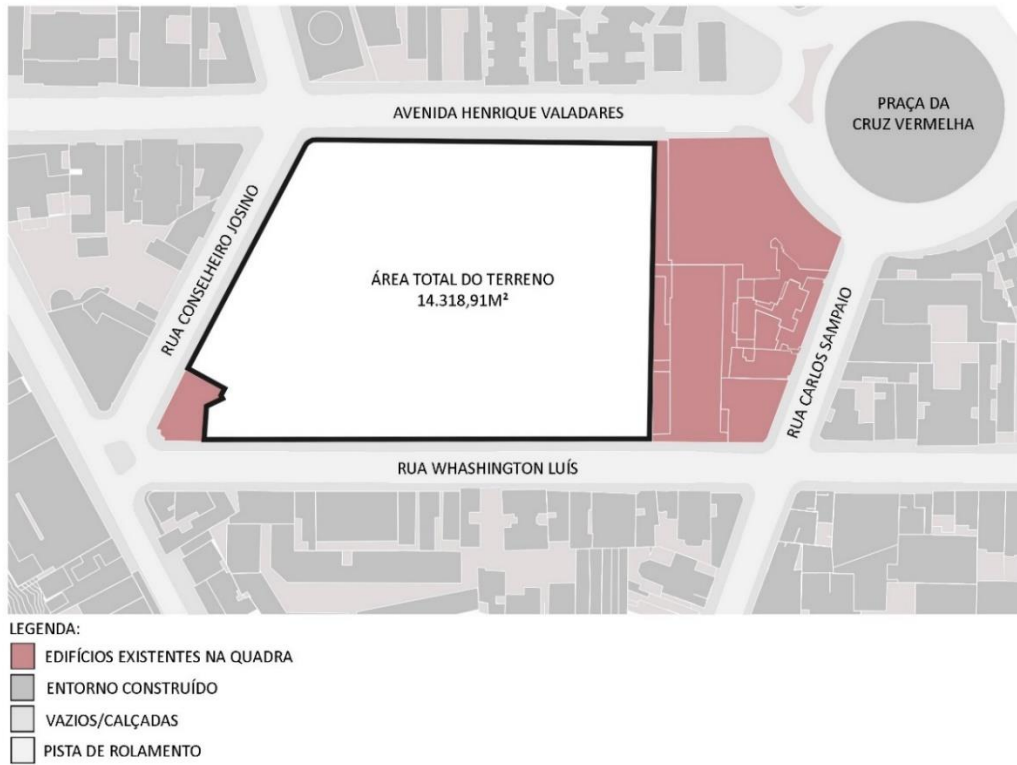 AVENIDA HENRIQUE VALADARES
PRAÇA DA
CRUZ VERMELHA
RUA CONSELHEIRO JOSINO
ÁREA TOTAL DO TERRENO
14.318,91M²
RUA CARLOS SAMPAIO
RUA WHASHINGTON LUÍS
LEGENDA:
EDIFÍCIOS EXISTENTES NA QUADRA
ENTORNO CONSTRUÍDO
VAZIOS/CALÇADAS
PISTA DE ROLAMENTO